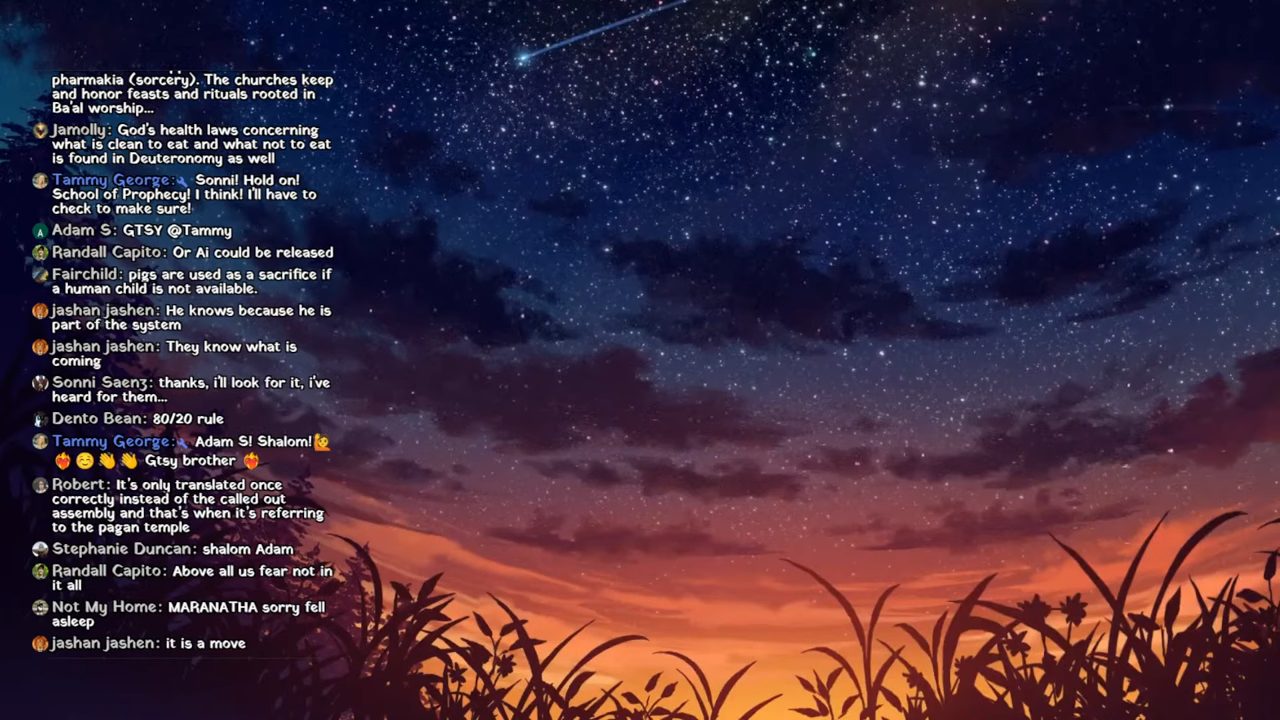 pharmakia (sorcery). The churches keep
and honor feasts and rituals rooted in
Ba'al worship...
Jamolly: God's health laws concerning
what is clean to eat and what not to eat
is found in Deuteronomy as well
Tammy George: Sonni! Hold on!
School of Prophecy! I think! I'll have to
check to make sure!
A Adam S: GTSY @Tammy
Randall Capito: Or Ai could be released
Fairchild: pigs are used as a sacrifice if
a human child is not available.
jashan jashen: He knows because he is
part of the system
jashan jashen: They know what is
coming
Sonni Saenz: thanks, i'll look for it, i've
heard for them...
Dento Bean: 80/20 rule
Tammy George: Adam S! Shalom!🙋
❤️‍🔥 ☺️ 👏 👏 Gtsy brother ❤️‍🔥
Robert: It's only translated once
correctly instead of the called out
assembly and that's when it's referring
to the pagan temple
Stephanie Duncan: shalom Adam
Randall Capito: Above all us fear not in
it all
Not My Home: MARANATHA sorry fell
asleep
jashan jashen: it is a move